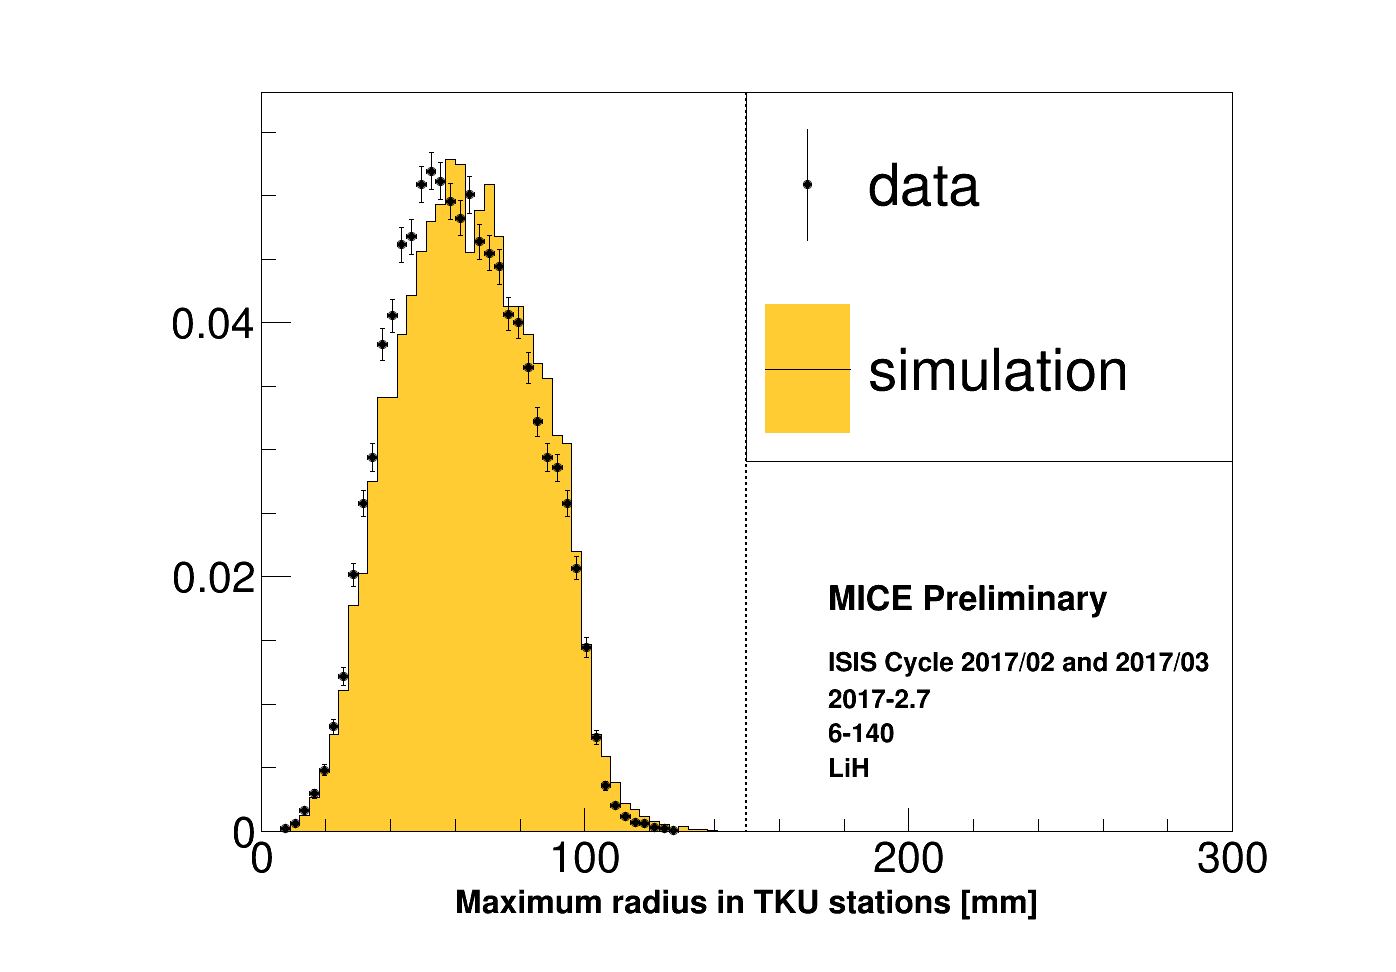 data
simulation
0.04
0.02
0
MICE Preliminary
ISIS Cycle 2017/02 and 2017/03
2017-2.7
6-140
LiH
0
100
200
300
Maximum radius in TKU stations [mm]